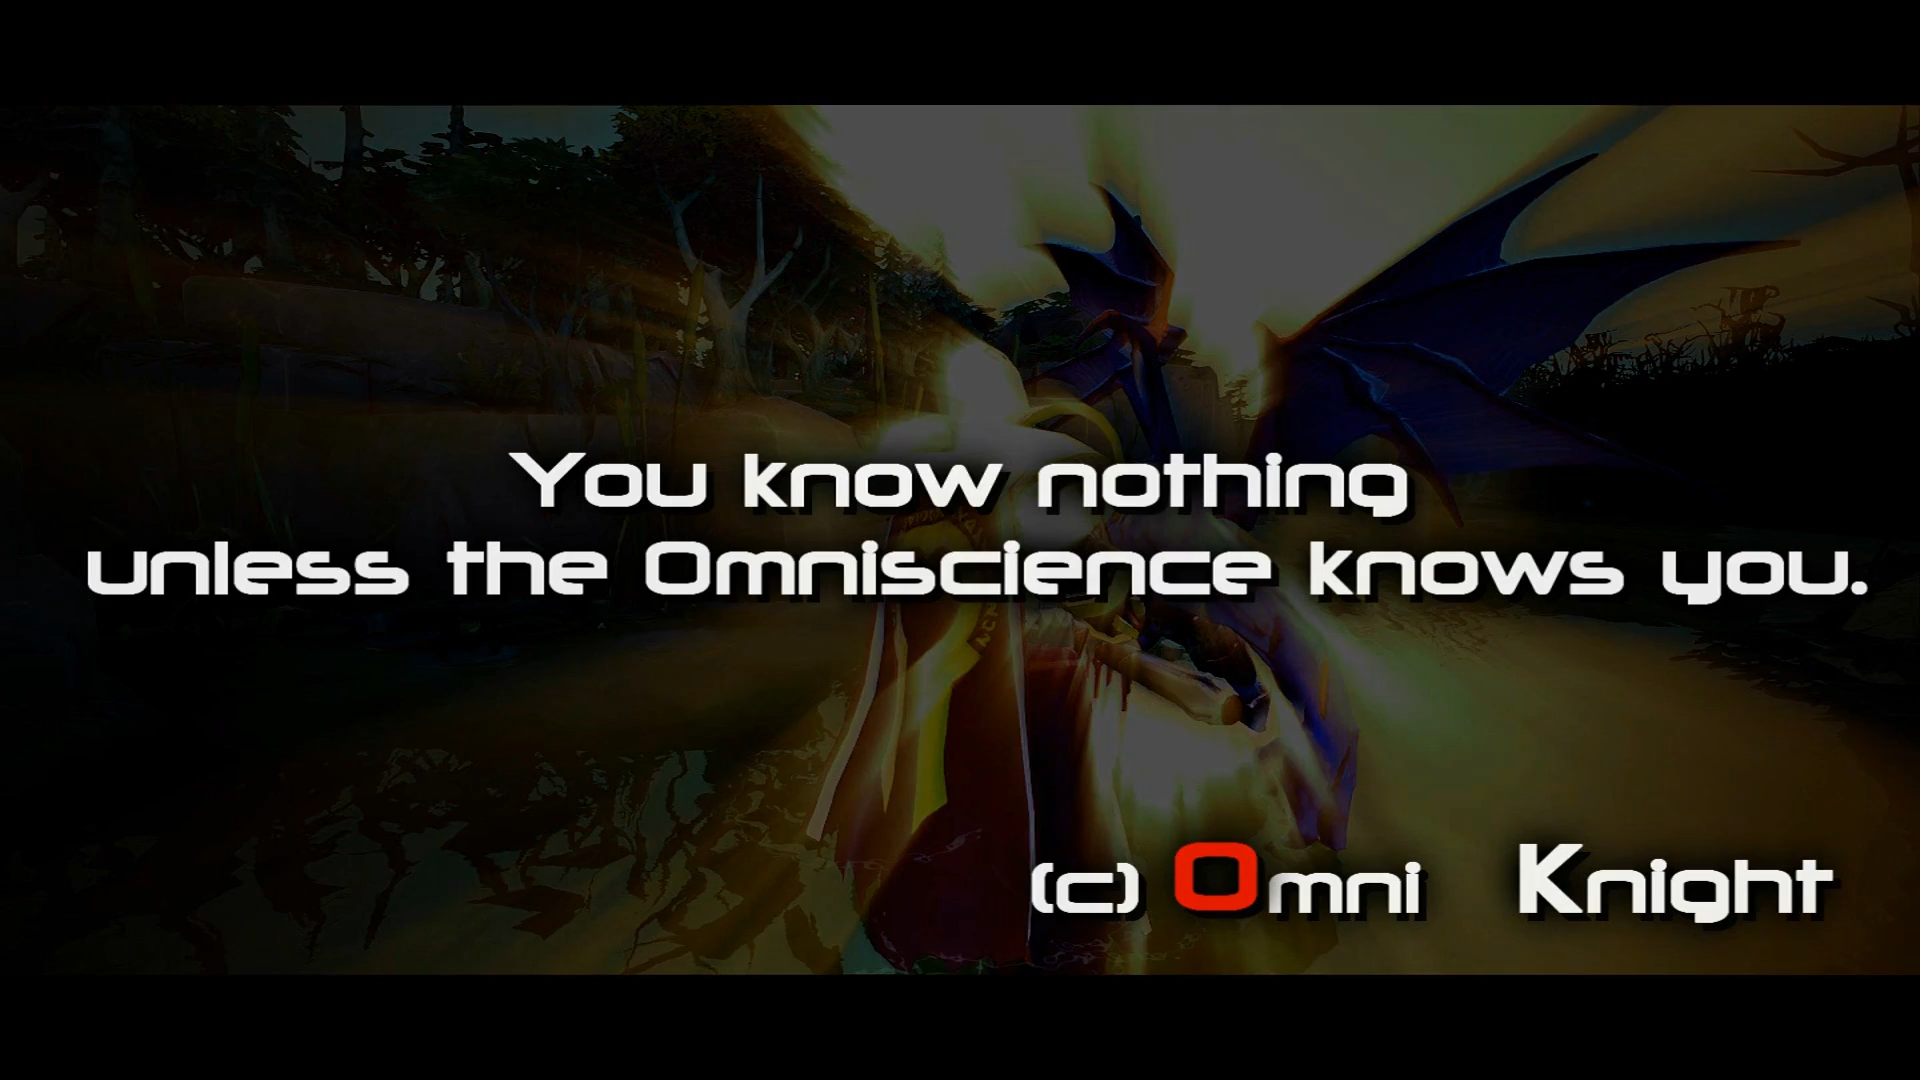 You know nothing
unless the Omniscience knows you.
(c) Omni Knight